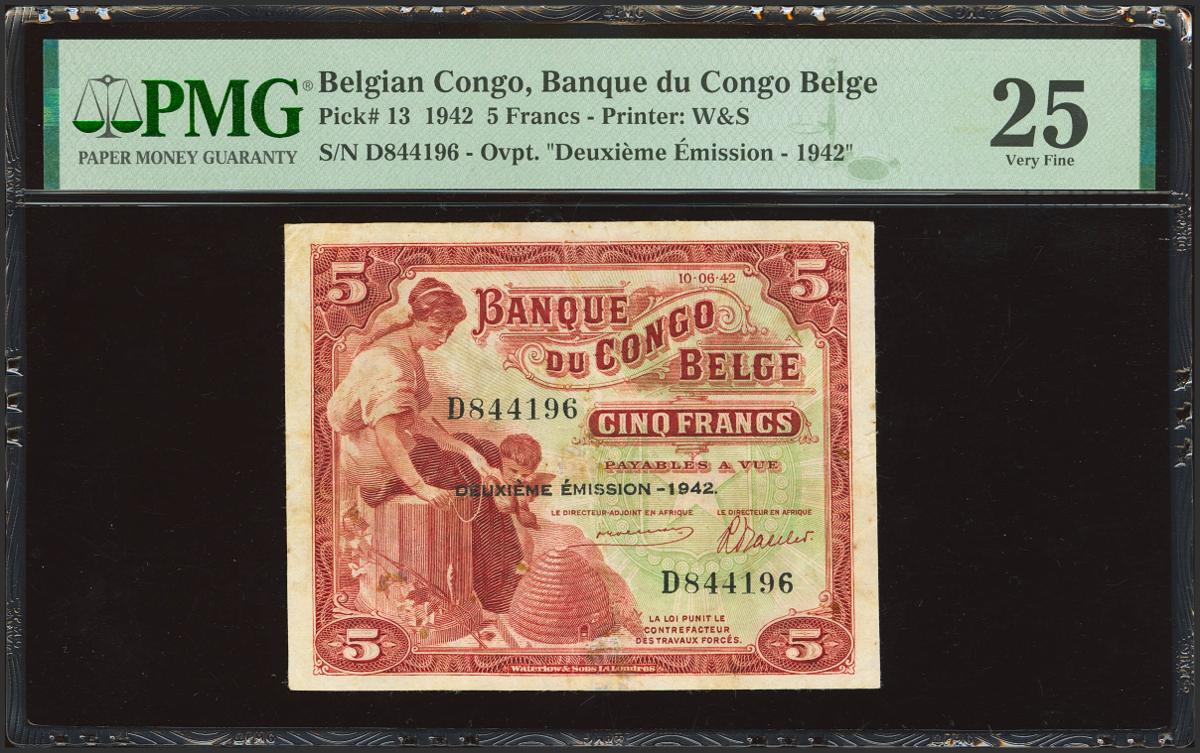 PMG®
PAPER MONEY GUARANTY
Belgian Congo, Banque du Congo Belge
Pick# 13 1942 5 Francs - Printer: W&S
S/N D844196 - Ovpt. "Deuxième Émission - 1942"
25
Very Fine
5
5
10-06-42
BANQUE
DU CONGO
BELGE
D844196
CINQ FRANCS
PAYABLES A VUE
DEUXIÈME ÉMISSION -1942.
LE DIRECTEUR-ADJOINT EN AFRIQUE
LE DIRECTEUR EN AFRIQUE
D844196
LA LOI PUNIT LE
CONTREFACTEUR
DES TRAVAUX FORCÉS.
5
5
Waterlow & Sons Ld Londres